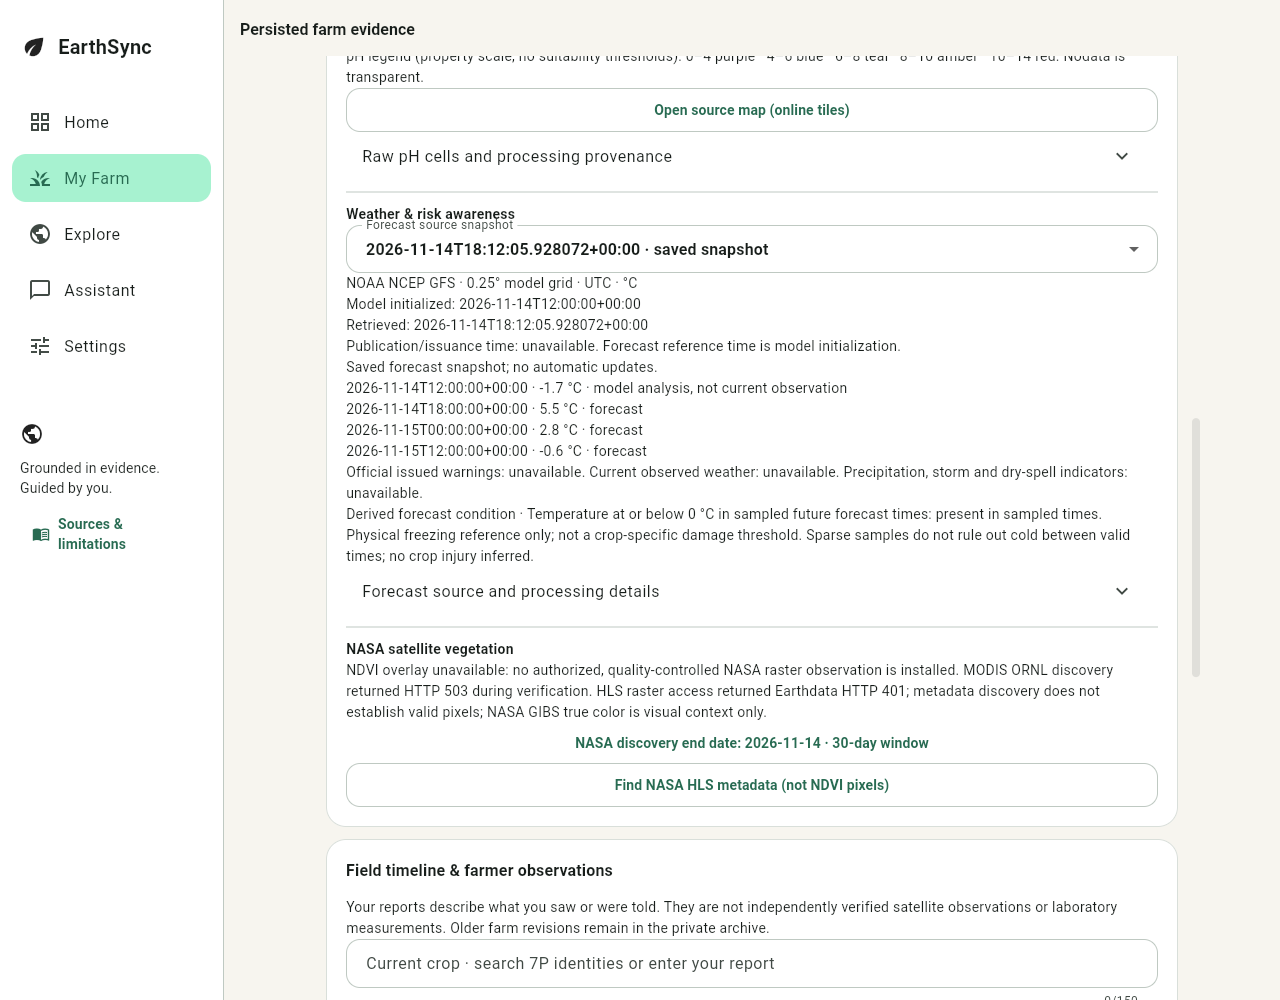 EarthSync
Home
My Farm
Explore
Assistant
Settings
Grounded in evidence.
Guided by you.
Sources &
limitations
Persisted farm evidence
transparent.
Open source map (online tiles)
Raw pH cells and processing provenance
Weather & risk awareness
Forecast source snapshot
2026-11-14T18:12:05.928072+00:00 · saved snapshot
NOAA NCEP GFS · 0.25° model grid · UTC · °C
Model initialized: 2026-11-14T12:00:00+00:00
Retrieved: 2026-11-14T18:12:05.928072+00:00
Publication/issuance time: unavailable. Forecast reference time is model initialization.
Saved forecast snapshot; no automatic updates.
2026-11-14T12:00:00+00:00 · -1.7 °C · model analysis, not current observation
2026-11-14T18:00:00+00:00 · 5.5 °C · forecast
2026-11-15T00:00:00+00:00 · 2.8 °C · forecast
2026-11-15T12:00:00+00:00 · -0.6 °C · forecast
Official issued warnings: unavailable. Current observed weather: unavailable. Precipitation, storm and dry-spell indicators:
unavailable.
Derived forecast condition · Temperature at or below 0 °C in sampled future forecast times: present in sampled times.
Physical freezing reference only; not a crop-specific damage threshold. Sparse samples do not rule out cold between valid
times; no crop injury inferred.
Forecast source and processing details
NASA satellite vegetation
NDVI overlay unavailable: no authorized, quality-controlled NASA raster observation is installed. MODIS ORNL discovery
returned HTTP 503 during verification. HLS raster access returned Earthdata HTTP 401; metadata discovery does not
establish valid pixels; NASA GIBS true color is visual context only.
NASA discovery end date: 2026-11-14 · 30-day window
Find NASA HLS metadata (not NDVI pixels)
Field timeline & farmer observations
Your reports describe what you saw or were told. They are not independently verified satellite observations or laboratory
measurements. Older farm revisions remain in the private archive.
Current crop · search 7P identities or enter your report